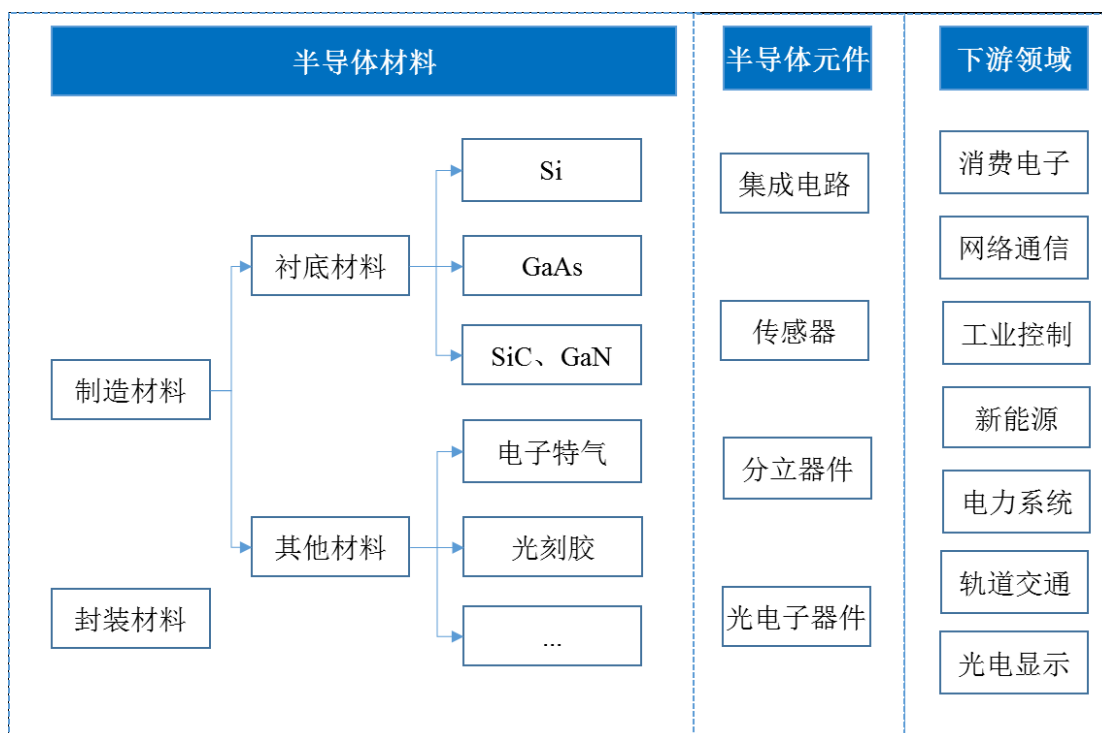 半导体材料
半导体元件
下游领域
Si
GaAs
SiC、GaN
衬底材料
制造材料
电子特气
光刻胶
...
其他材料
封装材料
集成电路
传感器
分立器件
光电子器件
消费电子
网络通信
工业控制
新能源
电力系统
轨道交通
光电显示